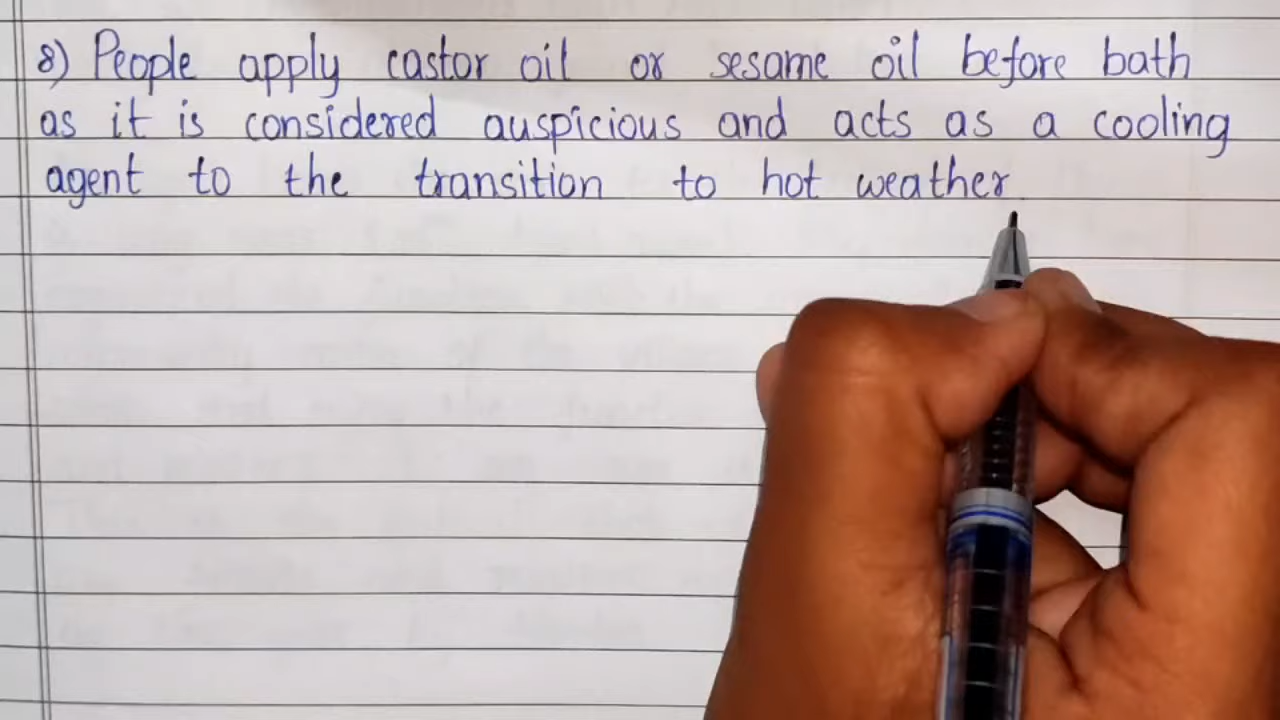 8) People apply castor oil or sesame oil before bath
as it is considered auspicious and acts as a cooling
agent to the transition to hot weather